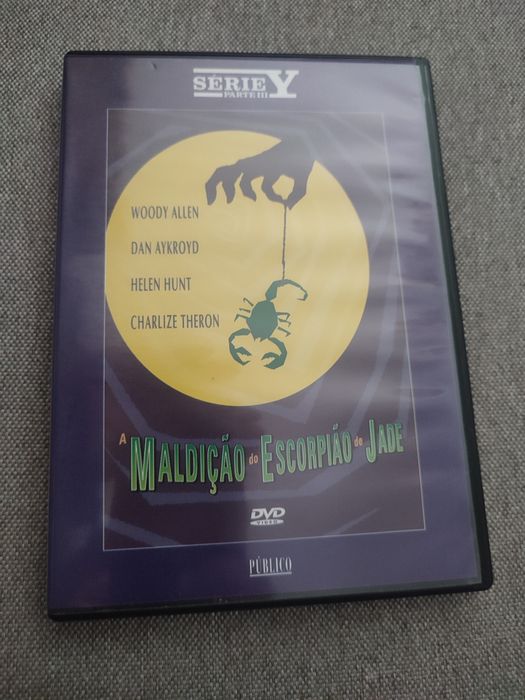 SÉRIE Y
PARTE III
WOODY ALLEN
DAN AYKROYD
HELEN HUNT
CHARLIZE THERON
A MALDIÇÃO do ESCORPIÃO de JADE
DVD
VIDEO
PÚBLICO